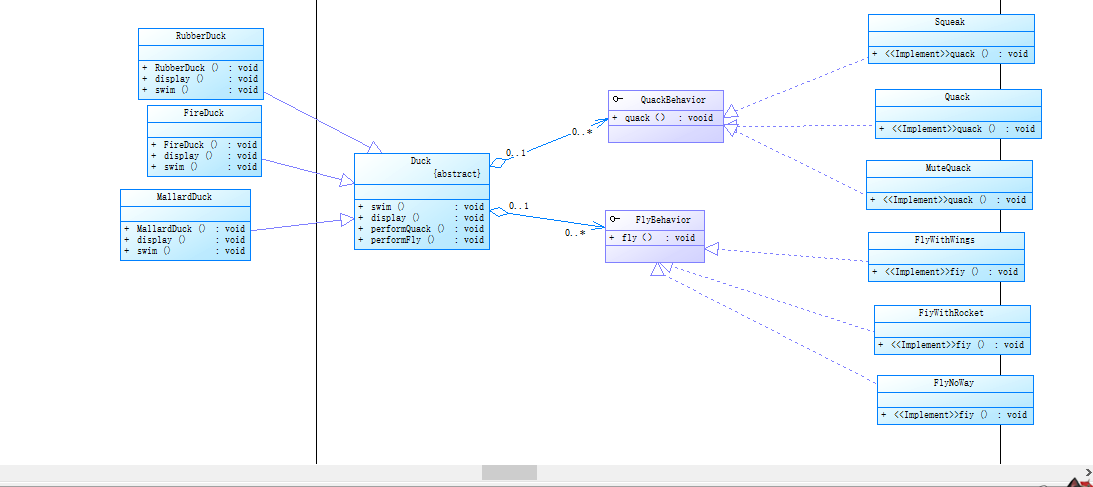 RubberDuck
+ RubberDuck () : void
+ display () : void
+ swim () : void
FireDuck
+ FireDuck () : void
+ display () : void
+ swim () : void
MallardDuck
+ MallardDuck () : void
+ display () : void
+ swim () : void
Duck
{abstract}
+ swim () : void
+ display () : void
+ performQuack () : void
+ performFly () : void
0..1
0..*
0..1
0..*
QuackBehavior
+ quack () : vooid
FlyBehavior
+ fly () : void
Squeak
+ <<Implement>>quack () : void
Quack
+ <<Implement>>quack () : void
MuteQuack
+ <<Implement>>quack () : void
FlyWithWings
+ <<Implement>>fiy () : void
FiyWithRocket
+ <<Implement>>fiy () : void
FlyNoWay
+ <<Implement>>fiy () : void